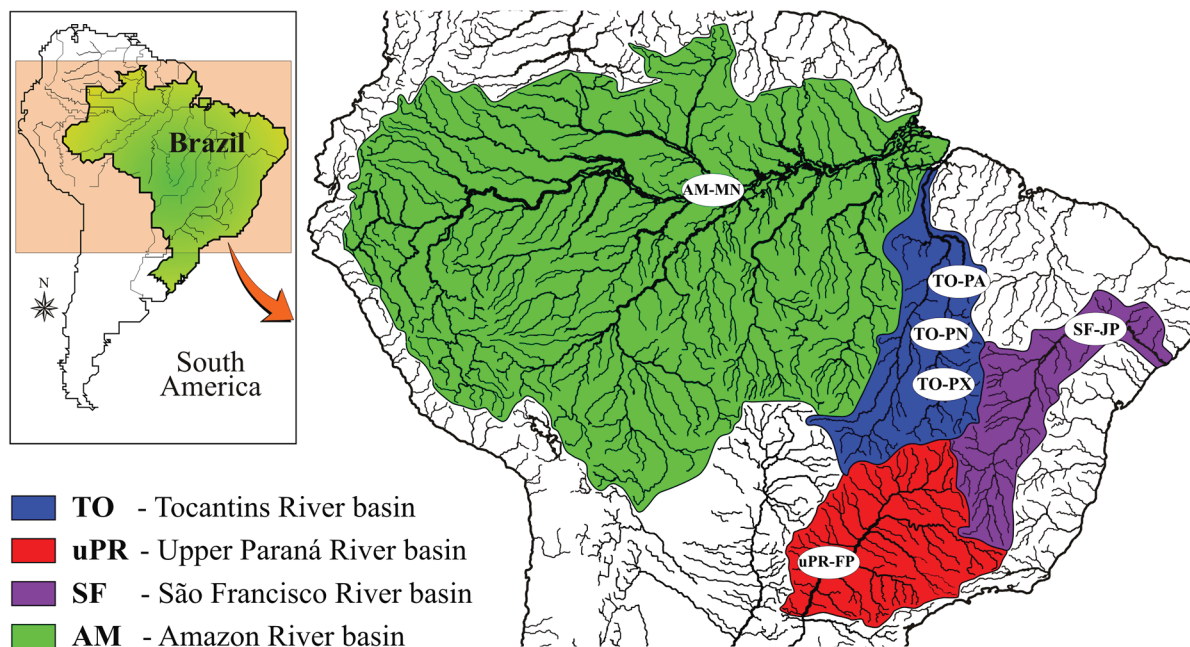 Brazil
N
South
America
AM-MN
TO-PA
TO-PN
SF-JP
TO-PX
uPR-FP
TO - Tocantins River basin
uPR - Upper Paraná River basin
SF - São Francisco River basin
AM - Amazon River basin